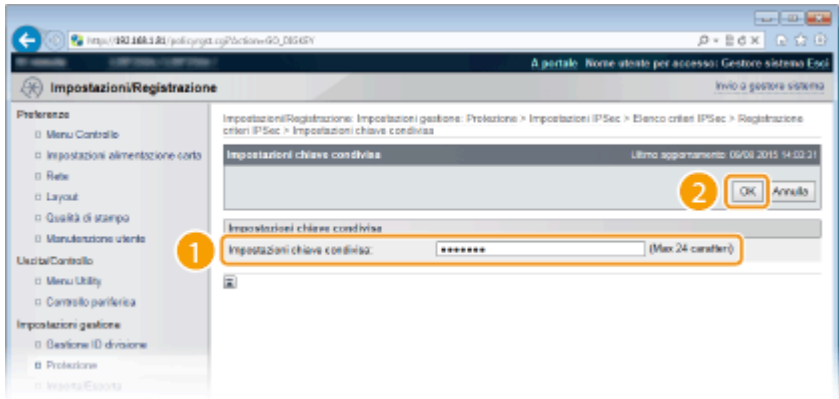 http://192.168.1.81/policyrgst.cgi?Action=GO_DISKEY
A portale Nome utente per accesso: Gestore sistema Esci
Impostazioni/Registrazione
Invio a gestore sistema
Preferenze
Menu Controllo
Impostazioni alimentazione carta
Rete
Layout
Qualità di stampa
Manutenzione utente
Uscita/Controllo
Menu Utility
Controllo periferica
Impostazioni gestione
Gestione ID divisione
Protezione
Importa/Esporta
Impostazioni/Registrazione: Impostazioni gestione: Protezione > Impostazioni IPSec > Elenco criteri IPSec > Registrazione
criteri IPSec > Impostazioni chiave condivisa
Impostazioni chiave condivisa
Ultimo aggiornamento: 09/08 2015 14:03:31
2
OK
Annulla
Impostazioni chiave condivisa
1
Impostazioni chiave condivisa:
•••••••
(Max 24 caratteri)